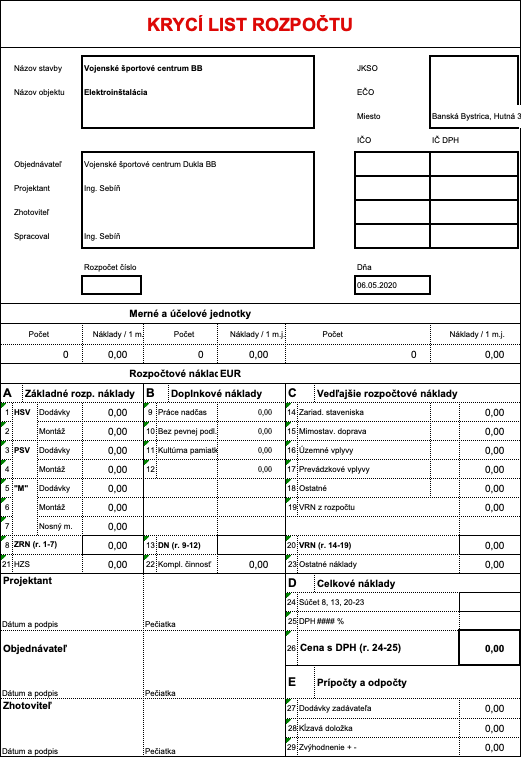 KRYCÍ LIST ROZPOČTU
Názov stavby Vojenské športové centrum BB JKSO
Názov objektu Elektroinštalácia EČO
Miesto Banská Bystrica, Hutná 3
IČO IČ DPH
Objednávateľ Vojenské športové centrum Dukla BB
Projektant Ing. Sebíň
Zhotoviteľ
Spracoval Ing. Sebíň
Rozpočet číslo Dňa
06.05.2020
Merné a účelové jednotky
Počet Náklady / 1 m. Počet Náklady / 1 m.j. Počet Náklady / 1 m.j.
0 0,00 0 0,00 0 0,00
Rozpočtové náklac EUR
A Základné rozp. náklady B Doplnkové náklady C Vedľajšie rozpočtové náklady
1 HSV Dodávky 0,00 9 Práce nadčas 0,00 14 Zariad. staveniska 0,00
2 Montáž 0,00 10 Bez pevnej podl. 0,00 15 Mimostav. doprava 0,00
3 PSV Dodávky 0,00 11 Kultúrna pamiatk 0,00 16 Územné vplyvy 0,00
4 Montáž 0,00 12 0,00 17 Prevádzkové vplyvy 0,00
5 "M" Dodávky 0,00 18 Ostatné 0,00
6 Montáž 0,00 19 VRN z rozpočtu 0,00
7 Nosný m. 0,00
8 ZRN (r. 1-7) 0,00 13 DN (r. 9-12) 20 VRN (r. 14-19) 0,00
21 HZS 0,00 22 Kompl. činnosť 0,00 23 Ostatné náklady 0,00
Projektant D Celkové náklady
24 Súčet 8, 13, 20-23
Dátum a podpis Pečiatka 25 DPH #### %
Objednávateľ 26 Cena s DPH (r. 24-25) 0,00
E Prípočty a odpočty
Dátum a podpis Pečiatka
Zhotoviteľ 27 Dodávky zadávateľa 0,00
28 Kĺzavá doložka 0,00
Dátum a podpis Pečiatka 29 Zvýhodnenie + - 0,00